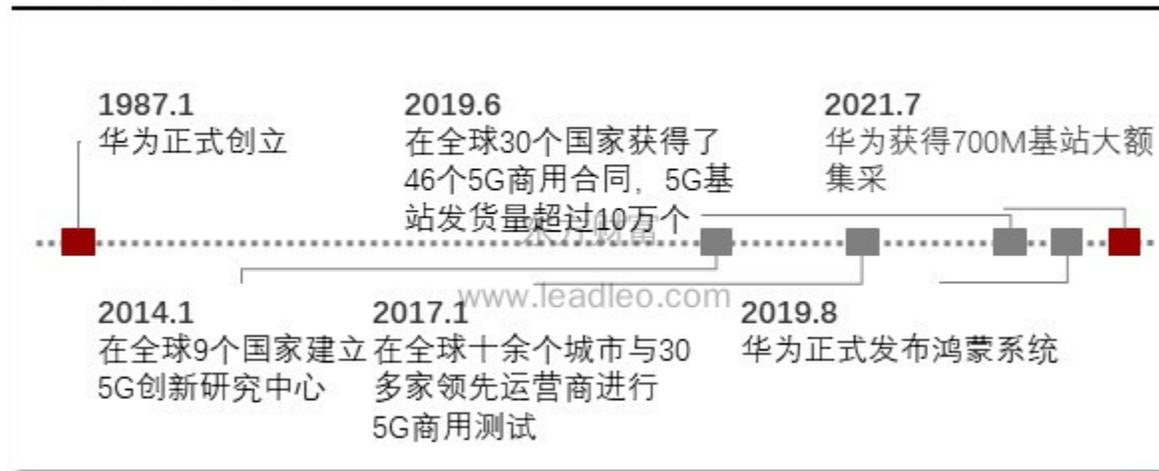 1987.1
华为正式创立
2019.6
在全球30个国家获得了
46个5G商用合同，5G基
站发货量超过10万个
2021.7
华为获得700M基站大额
集采
东方财富
www.leadleo.com
2014.1
在全球9个国家建立
5G创新研究中心
2017.1
在全球十余个城市与30
多家领先运营商进行
5G商用测试
2019.8
华为正式发布鸿蒙系统